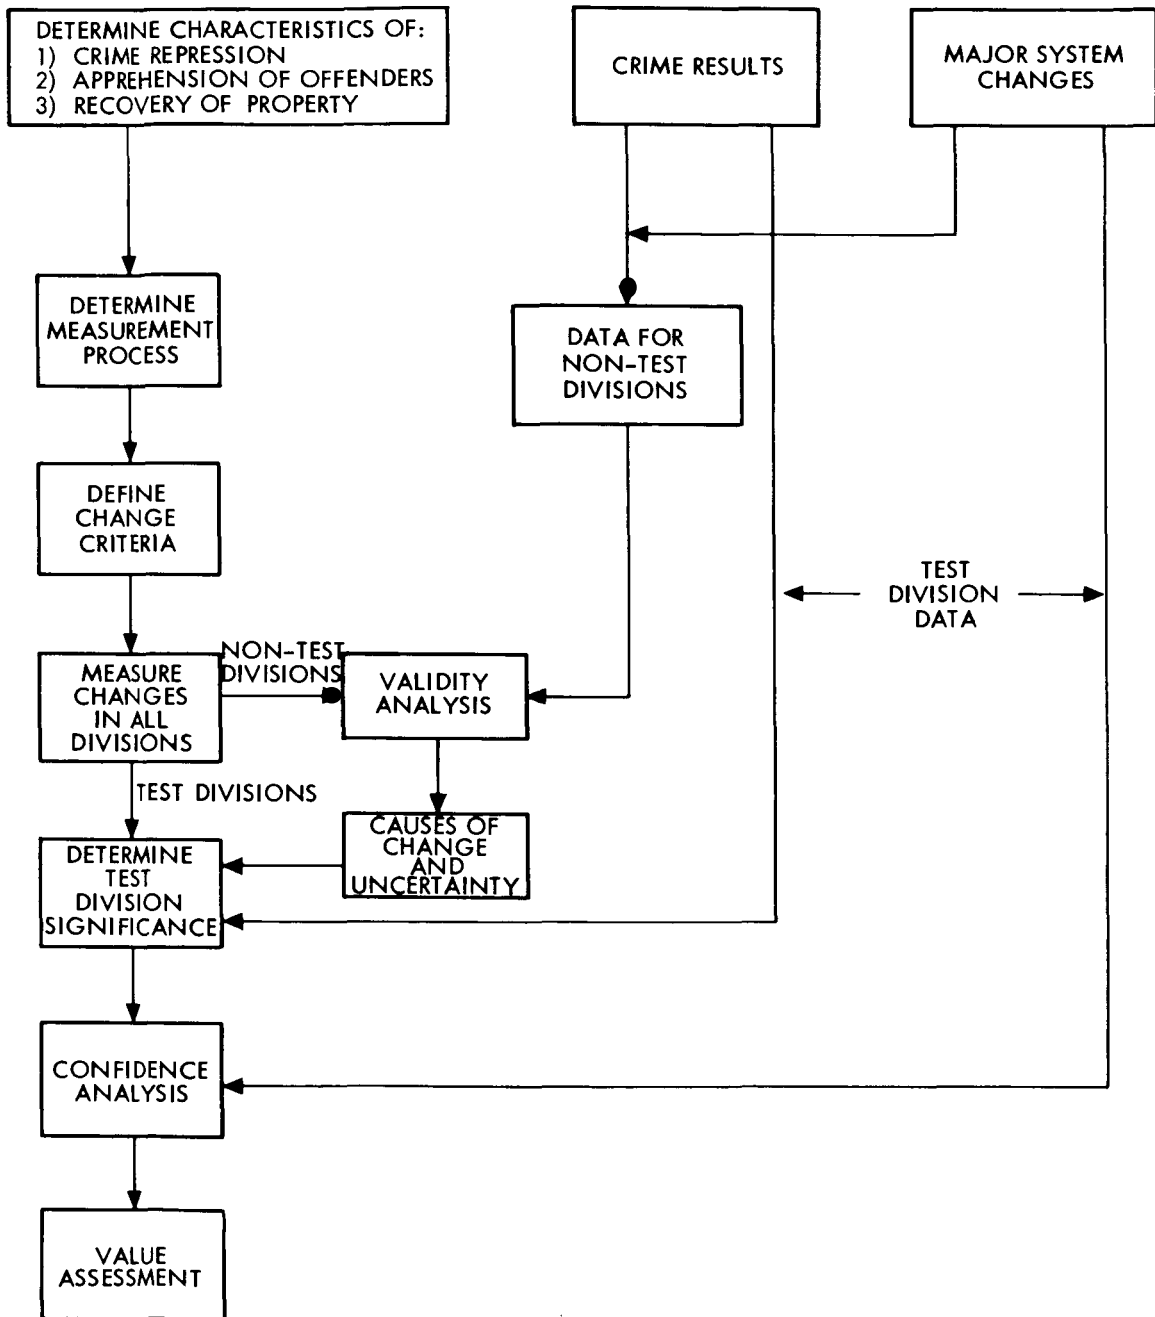 DETERMINE CHARACTERISTICS OF:
1) CRIME REPRESSION
2) APPREHENSION OF OFFENDERS
3) RECOVERY OF PROPERTY
CRIME RESULTS
MAJOR SYSTEM
CHANGES
DETERMINE
MEASUREMENT
PROCESS
DATA FOR
NON-TEST
DIVISIONS
DEFINE
CHANGE
CRITERIA
TEST
DIVISION
DATA
MEASURE
CHANGES
IN ALL
DIVISIONS
NON-TEST
DIVISIONS
VALIDITY
ANALYSIS
TEST DIVISIONS
CAUSES OF
CHANGE
AND
UNCERTAINTY
DETERMINE
TEST
DIVISION
SIGNIFICANCE
CONFIDENCE
ANALYSIS
VALUE
ASSESSMENT